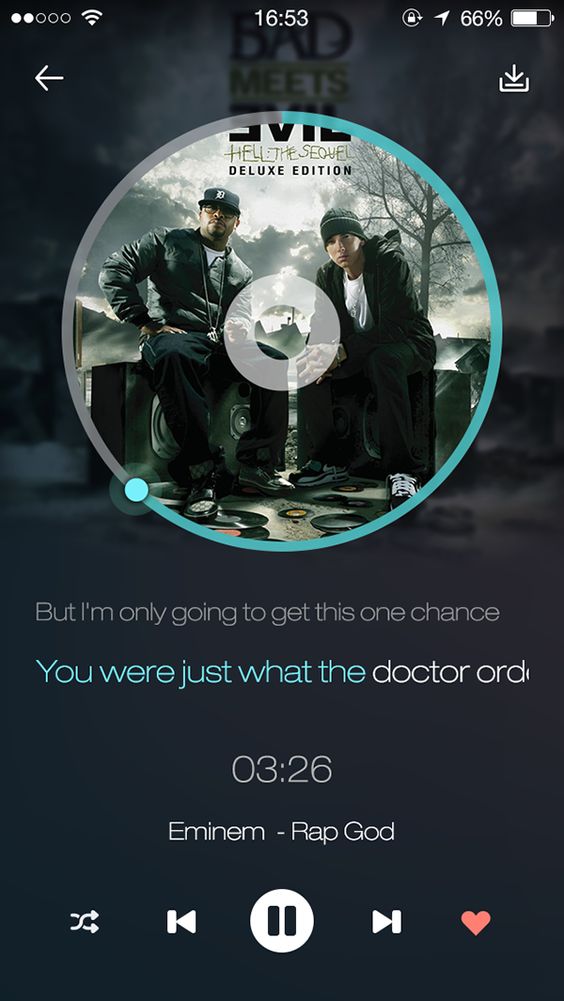 16:53
66%
BAD
MEETS
EVIL
HELL: THE SEQUEL
DELUXE EDITION
But I'm only going to get this one chance
You were just what the doctor ord
03:26
Eminem - Rap God